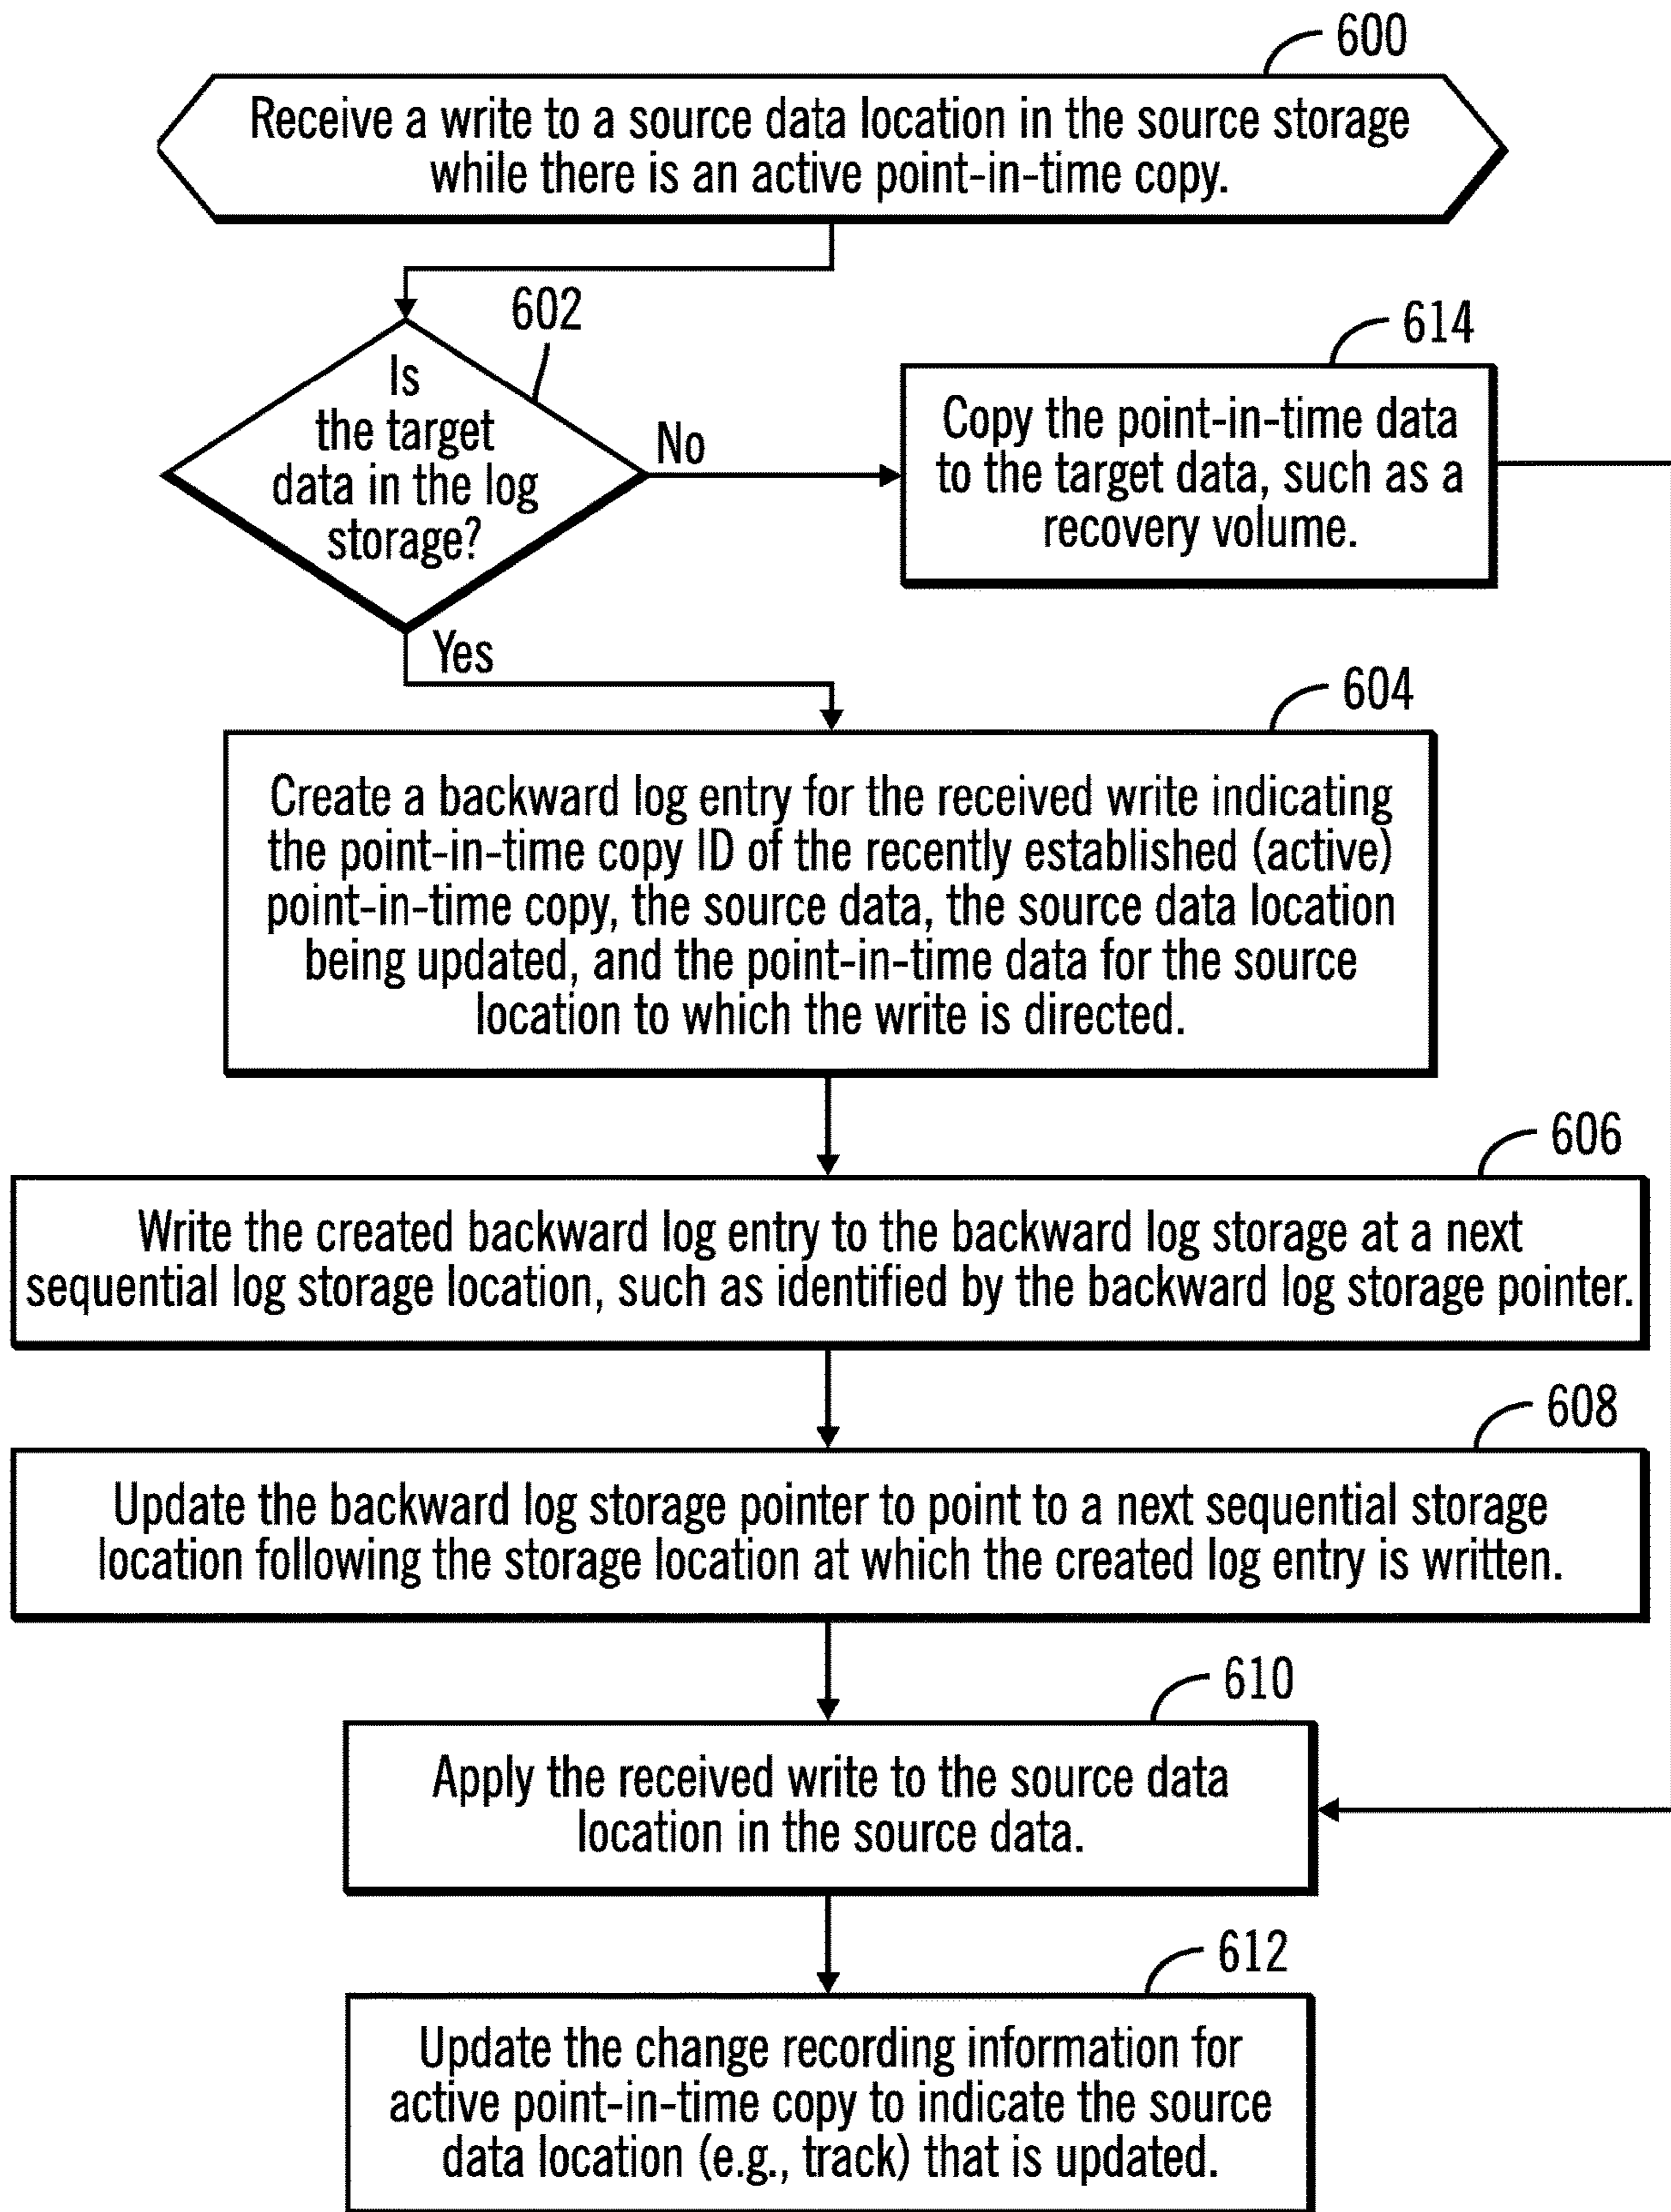 600
Receive a write to a source data location in the source storage
while there is an active point-in-time copy.
602
Is
the target
data in the log
storage?
No
614
Copy the point-in-time data
to the target data, such as a
recovery volume.
Yes
604
Create a backward log entry for the received write indicating
the point-in-time copy ID of the recently established (active)
point-in-time copy, the source data, the source data location
being updated, and the point-in-time data for the source
location to which the write is directed.
606
Write the created backward log entry to the backward log storage at a next
sequential log storage location, such as identified by the backward log storage pointer.
608
Update the backward log storage pointer to point to a next sequential storage
location following the storage location at which the created log entry is written.
610
Apply the received write to the source data
location in the source data.
612
Update the change recording information for
active point-in-time copy to indicate the source
data location (e.g., track) that is updated.